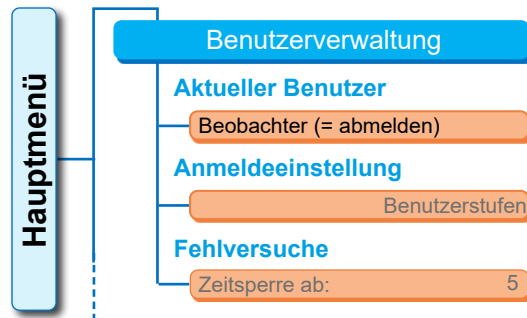 Hauptmenü
Benutzerverwaltung
Aktueller Benutzer
Beobachter (= abmelden)
Anmeldeeinstellung
Benutzerstufen
Fehlversuche
Zeitsperre ab: 5